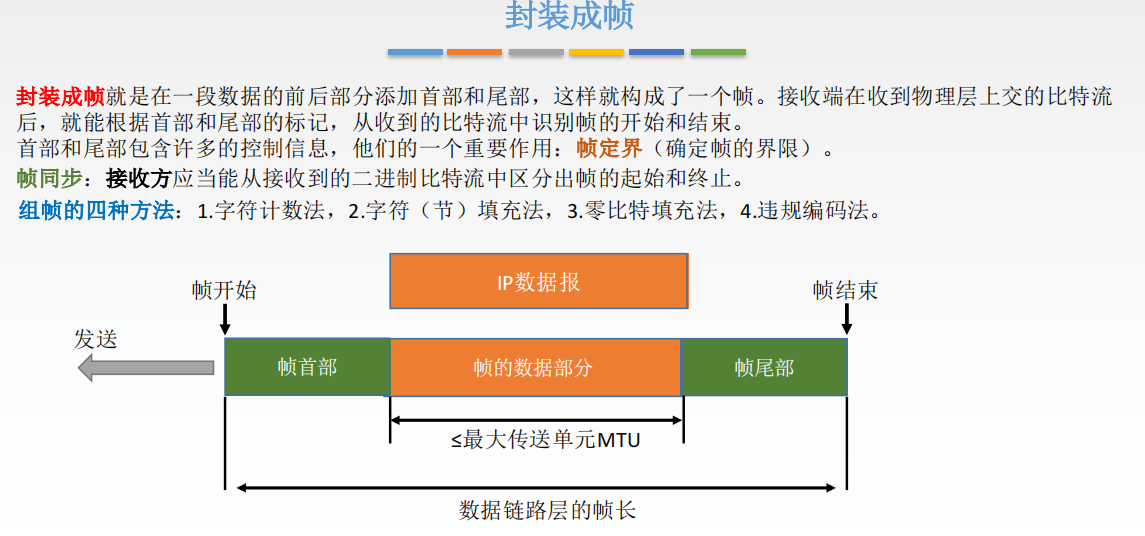 封装成帧
封装成帧就是在一段数据的前后部分添加首部和尾部，这样就构成了一个帧。接收端在收到物理层上交的比特流
后，就能根据首部和尾部的标记，从收到的比特流中识别帧的开始和结束。
首部和尾部包含许多的控制信息，他们的一个重要作用：帧定界（确定帧的界限）。
帧同步：接收方应当能从接收到的二进制比特流中区分出帧的起始和终止。
组帧的四种方法：1.字符计数法，2.字符（节）填充法，3.零比特填充法，4.违规编码法。
IP数据报
帧开始
帧结束
发送
帧首部
帧的数据部分
帧尾部
≤最大传送单元MTU
数据链路层的帧长